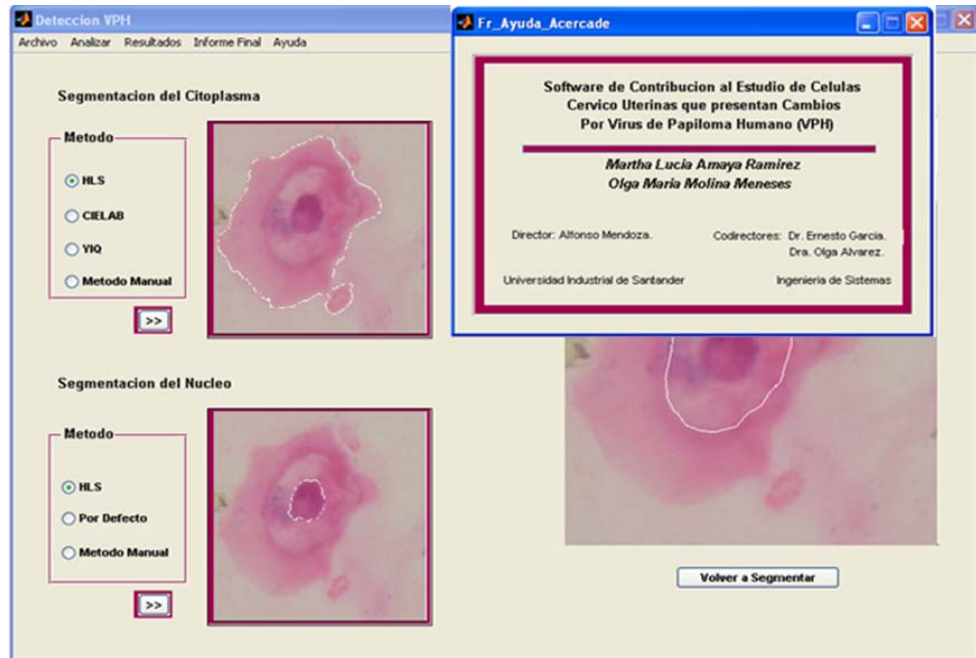 Deteccion VPH
Archivo Analizar Resultados Informe Final Ayuda
Segmentacion del Citoplasma
Metodo
HLS
CIELAB
YIQ
Metodo Manual
>>
Segmentacion del Nucleo
Metodo
HLS
Por Defecto
Metodo Manual
>>
Fr_Ayuda_Acercade
Software de Contribucion al Estudio de Celulas
Cervico Uterinas que presentan Cambios
Por Virus de Papiloma Humano (VPH)
Martha Lucia Amaya Ramirez
Olga Maria Molina Meneses
Director: Alfonso Mendoza. Codirectores: Dr. Ernesto Garcia.
Dra. Olga Alvarez.
Universidad Industrial de Santander Ingenieria de Sistemas
Volver a Segmentar